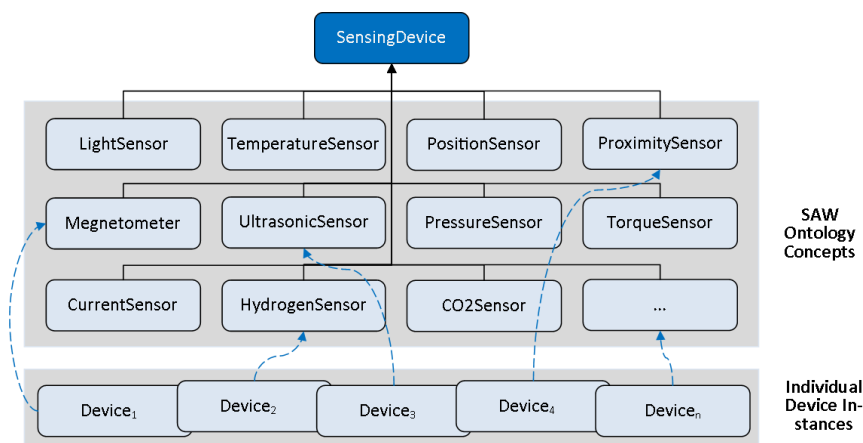 SensingDevice
LightSensor
TemperatureSensor
PositionSensor
ProximitySensor
Megnetometer
UltrasonicSensor
PressureSensor
TorqueSensor
SAW
Ontology
Concepts
CurrentSensor
HydrogenSensor
CO2Sensor
...
Device₁
Device₂
Device₃
Device₄
Deviceₙ
Individual
Device In-
stances